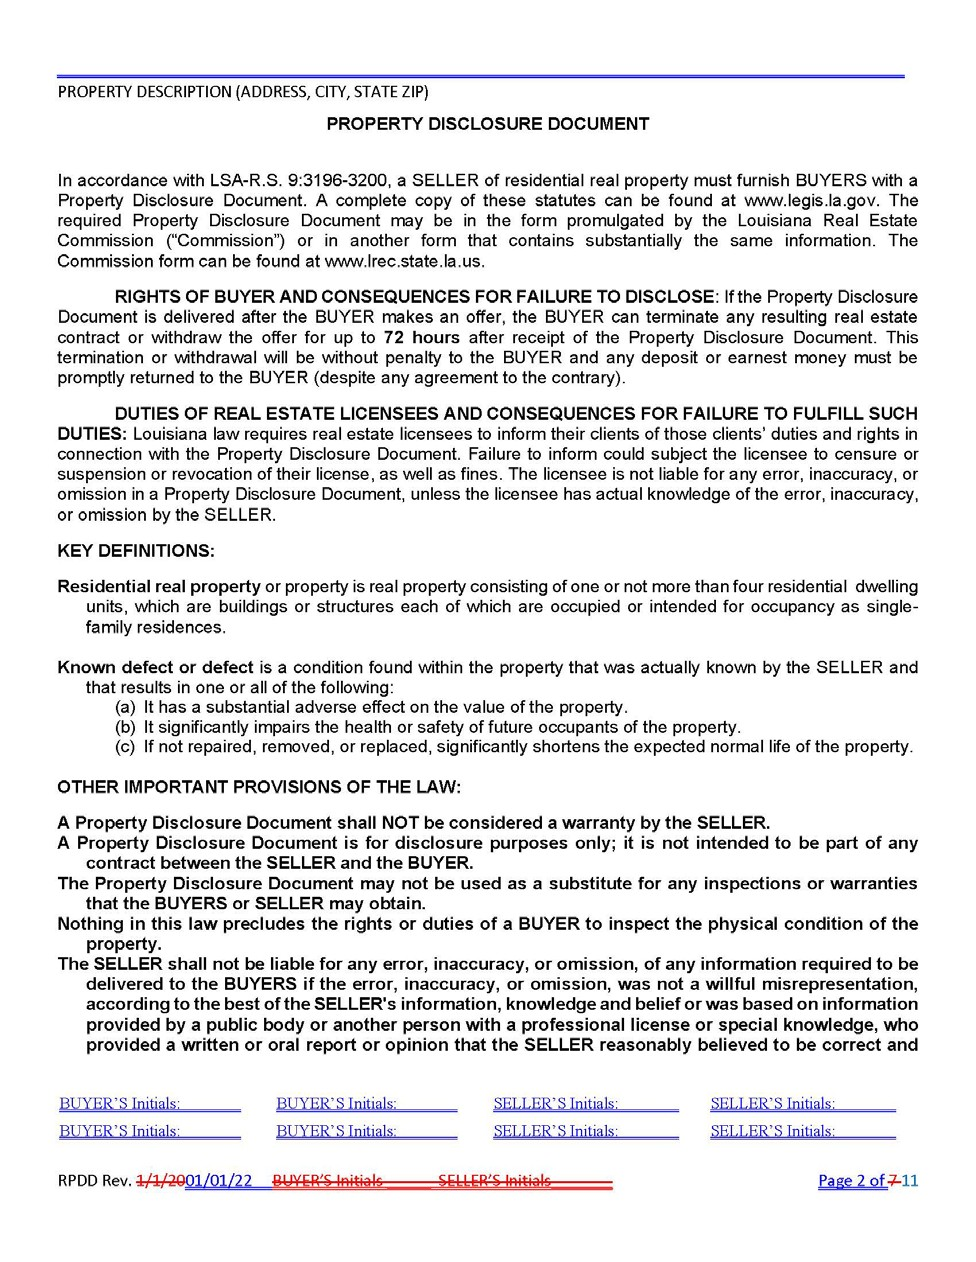 PROPERTY DESCRIPTION (ADDRESS, CITY, STATE ZIP)
PROPERTY DISCLOSURE DOCUMENT
In accordance with LSA-R.S. 9:3196-3200, a SELLER of residential real property must furnish BUYERS with a
Property Disclosure Document. A complete copy of these statutes can be found at www.legis.la.gov. The
required Property Disclosure Document may be in the form promulgated by the Louisiana Real Estate
Commission (“Commission”) or in another form that contains substantially the same information. The
Commission form can be found at www.lrec.state.la.us.
RIGHTS OF BUYER AND CONSEQUENCES FOR FAILURE TO DISCLOSE: If the Property Disclosure
Document is delivered after the BUYER makes an offer, the BUYER can terminate any resulting real estate
contract or withdraw the offer for up to 72 hours after receipt of the Property Disclosure Document. This
termination or withdrawal will be without penalty to the BUYER and any deposit or earnest money must be
promptly returned to the BUYER (despite any agreement to the contrary).
DUTIES OF REAL ESTATE LICENSEES AND CONSEQUENCES FOR FAILURE TO FULFILL SUCH
DUTIES: Louisiana law requires real estate licensees to inform their clients of those clients’ duties and rights in
connection with the Property Disclosure Document. Failure to inform could subject the licensee to censure or
suspension or revocation of their license, as well as fines. The licensee is not liable for any error, inaccuracy, or
omission in a Property Disclosure Document, unless the licensee has actual knowledge of the error, inaccuracy,
or omission by the SELLER.
KEY DEFINITIONS:
Residential real property or property is real property consisting of one or not more than four residential dwelling
units, which are buildings or structures each of which are occupied or intended for occupancy as single-
family residences.
Known defect or defect is a condition found within the property that was actually known by the SELLER and
that results in one or all of the following:
(a) It has a substantial adverse effect on the value of the property.
(b) It significantly impairs the health or safety of future occupants of the property.
(c) If not repaired, removed, or replaced, significantly shortens the expected normal life of the property.
OTHER IMPORTANT PROVISIONS OF THE LAW:
A Property Disclosure Document shall NOT be considered a warranty by the SELLER.
A Property Disclosure Document is for disclosure purposes only; it is not intended to be part of any
contract between the SELLER and the BUYER.
The Property Disclosure Document may not be used as a substitute for any inspections or warranties
that the BUYERS or SELLER may obtain.
Nothing in this law precludes the rights or duties of a BUYER to inspect the physical condition of the
property.
The SELLER shall not be liable for any error, inaccuracy, or omission, of any information required to be
delivered to the BUYERS if the error, inaccuracy, or omission, was not a willful misrepresentation,
according to the best of the SELLER's information, knowledge and belief or was based on information
provided by a public body or another person with a professional license or special knowledge, who
provided a written or oral report or opinion that the SELLER reasonably believed to be correct and
BUYER’S Initials:_______ BUYER’S Initials:_______ SELLER’S Initials:_______ SELLER’S Initials:_______
BUYER’S Initials:_______ BUYER’S Initials:_______ SELLER’S Initials:_______ SELLER’S Initials:_______
RPDD Rev. 1/1/2001/01/22 BUYER’S Initials ______ SELLER’S Initials________ Page 2 of 7 11